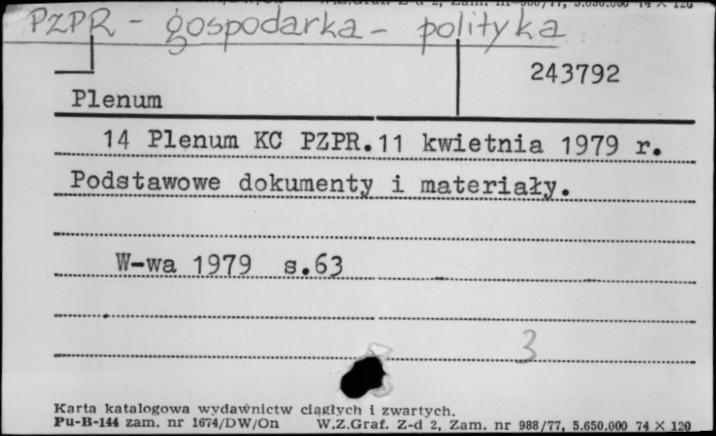 PZPR - gospodarka - polityka
243792
Plenum
14 Plenum KC PZPR.11 kwietnia 1979 r.
Podstawowe dokumenty i materiały.
W-wa 1979 s.63
3
Karta katalogowa wydawnictw ciągłych i zwartych.
Pu-B-144 zam. nr 1674/DW/On W.Z.Graf. Z-d 2, Zam. nr 988/77, 5.650.000 74 X 120